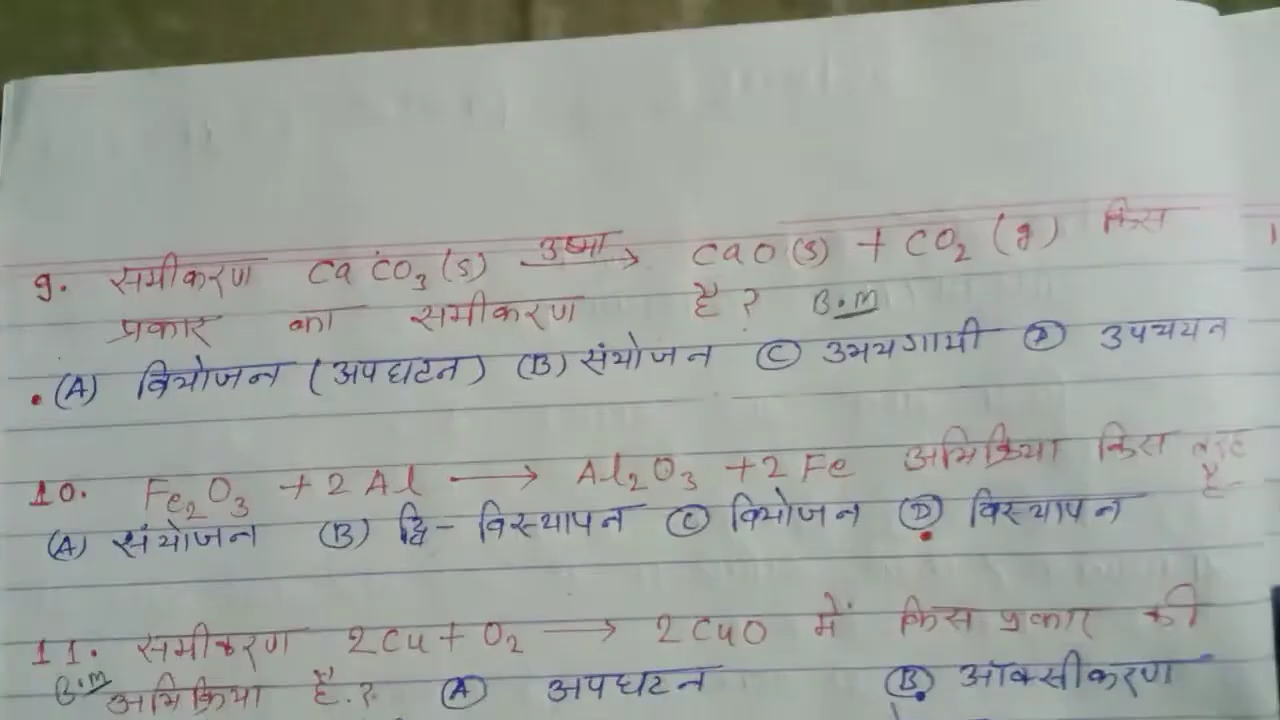 9. समीकरण CaCO₃(s) उष्मा → CaO(s) + CO₂(g) किस
प्रकार का समीकरण है ? B.M
(A) वियोजन (अपघटन) (B) संयोजन (C) उभयगामी (D) उपचयन
10. Fe₂O₃ + 2Al → Al₂O₃ + 2Fe अभिक्रिया किस तरह है-
(A) संयोजन (B) द्वि-विस्थापन (C) वियोजन (D) विस्थापन
11. समीकरण 2Cu + O₂ → 2CuO में किस प्रकार की
B.M अभिक्रिया है.? (A) अपघटन (B) ऑक्सीकरण